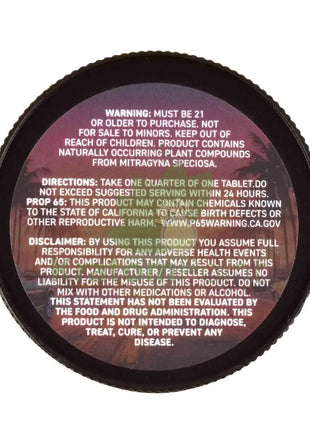 WARNING: MUST BE 21
OR OLDER TO PURCHASE. NOT
FOR SALE TO MINORS. KEEP OUT OF
REACH OF CHILDREN. PRODUCT CONTAINS
NATURALLY OCCURRING PLANT COMPOUNDS
FROM MITRAGYNA SPECIOSA.
DIRECTIONS: TAKE ONE QUARTER OF ONE TABLET.DO
NOT EXCEED SUGGESTED SERVING WITHIN 24 HOURS.
PROP 65: THIS PRODUCT MAY CONTAIN CHEMICALS KNOWN
TO THE STATE OF CALIFORNIA TO CAUSE BIRTH DEFECTS OR
OTHER REPRODUCTIVE HARM. WWW.P65WARNING.CA.GOV
DISCLAIMER: BY USING THIS PRODUCT YOU ASSUME FULL
RESPONSIBILITY FOR ANY ADVERSE HEALTH EVENTS
AND/OR COMPLICATIONS THAT MAY RESULT FROM THIS
PRODUCT. MANUFACTURER / RESELLER ASSUMES NO
LIABILITY FOR THE MISUSE OF THIS PRODUCT. DO NOT
MIX WITH OTHER MEDICATIONS OR ALCOHOL.
THIS STATEMENT HAS NOT BEEN EVALUATED BY
THE FOOD AND DRUG ADMINISTRATION. THIS
PRODUCT IS NOT INTENDED TO DIAGNOSE,
TREAT, CURE, OR PREVENT ANY
DISEASE.